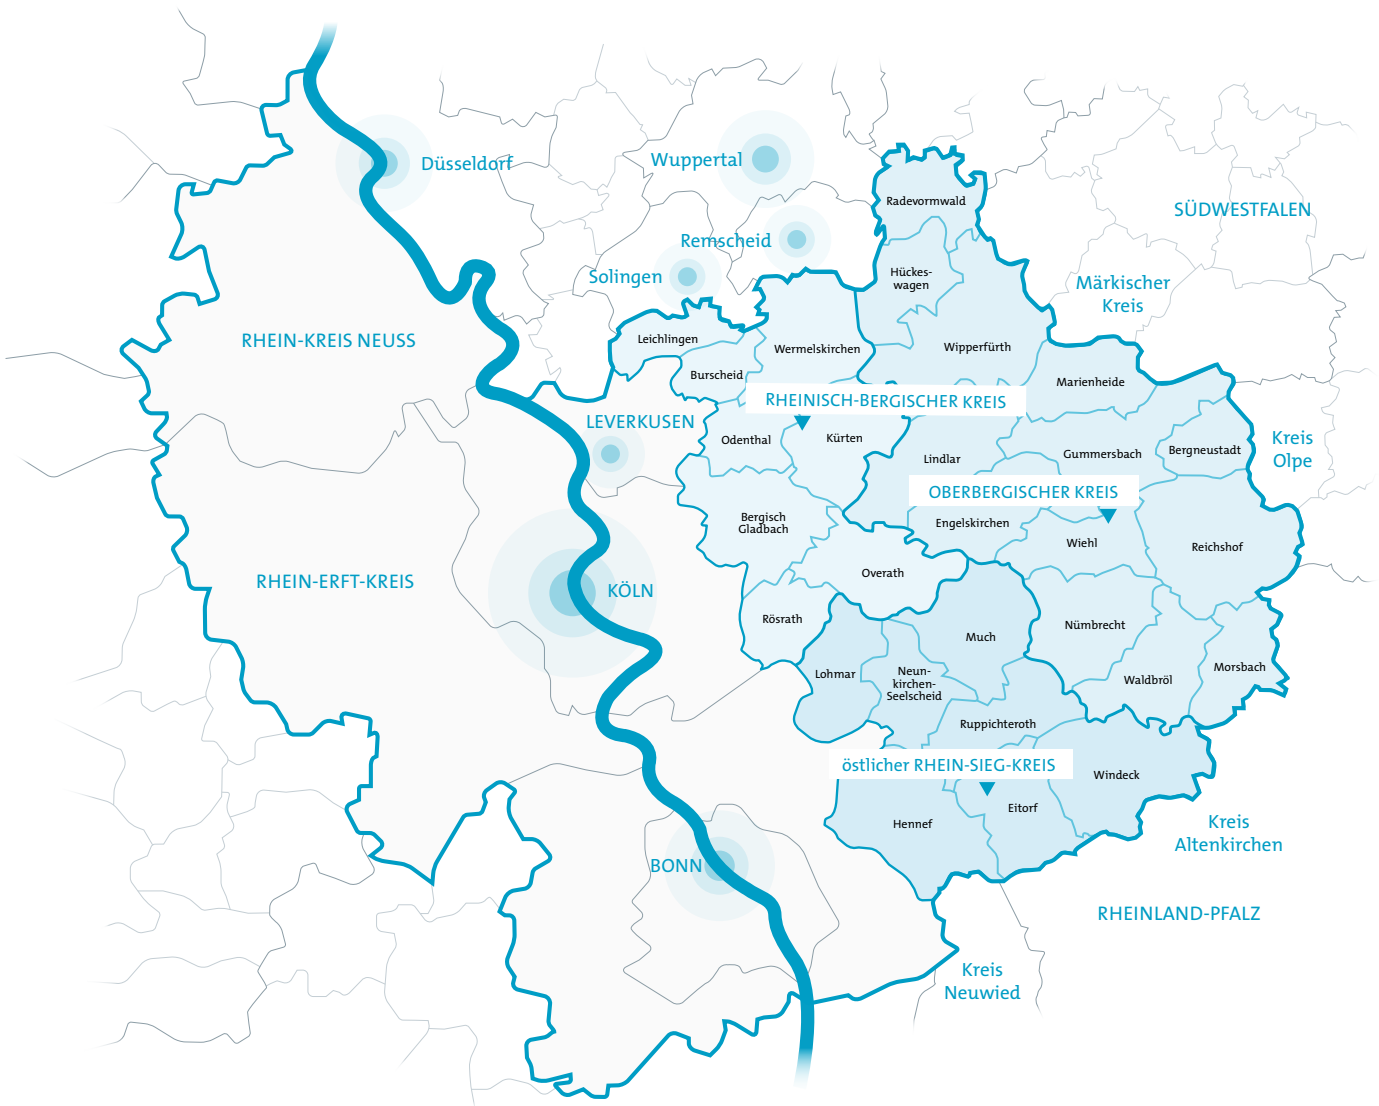 Düsseldorf
Wuppertal
Remscheid
Solingen
Radevormwald
SÜDWESTFALEN
Hückes-
wagen
Märkischer
Kreis
RHEIN-KREIS NEUSS
Leichlingen
Wermelskirchen
Wipperfürth
Burscheid
Marienheide
RHEINISCH-BERGISCHER KREIS
LEVERKUSEN
Odenthal
Kürten
Lindlar
Gummersbach
Bergneustadt
Kreis
Olpe
OBERBERGISCHER KREIS
Bergisch
Gladbach
Engelskirchen
Wiehl
Reichshof
RHEIN-ERFT-KREIS
KÖLN
Overath
Rösrath
Much
Nümbrecht
Lohmar
Neun-
kirchen-
Seelscheid
Waldbröl
Morsbach
Ruppichteroth
östlicher RHEIN-SIEG-KREIS
Windeck
Eitorf
Hennef
Kreis
Altenkirchen
BONN
RHEINLAND-PFALZ
Kreis
Neuwied